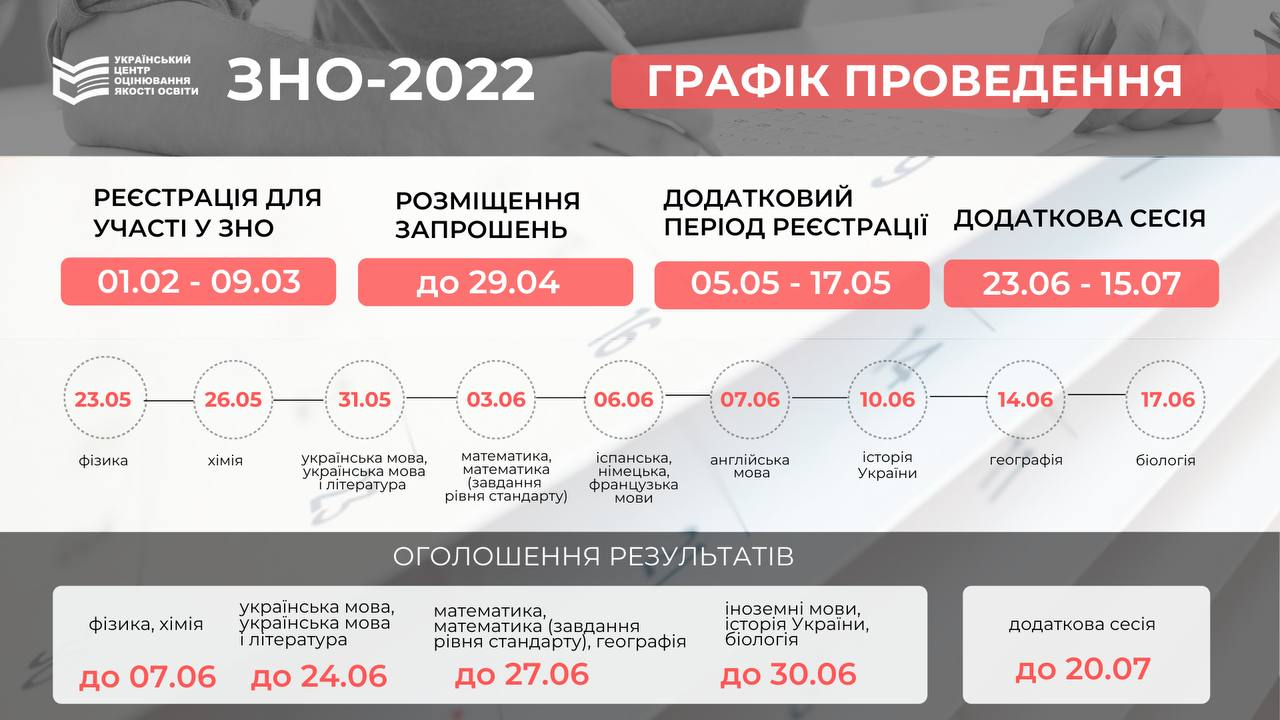 УКРАЇНСЬКИЙ
ЦЕНТР
ОЦІНЮВАННЯ
ЯКОСТІ ОСВІТИ
ЗНО-2022
ГРАФІК ПРОВЕДЕННЯ
РЕЄСТРАЦІЯ ДЛЯ
УЧАСТІ У ЗНО
01.02 - 09.03
РОЗМІЩЕННЯ
ЗАПРОШЕНЬ
до 29.04
ДОДАТКОВИЙ
ПЕРІОД РЕЄСТРАЦІЇ
05.05 - 17.05
ДОДАТКОВА СЕСІЯ
23.06 - 15.07
23.05
фізика
26.05
хімія
31.05
українська мова,
українська мова
і література
03.06
математика,
математика
(завдання
рівня стандарту)
06.06
іспанська,
німецька,
французька
мови
07.06
англійська
мова
10.06
історія
України
14.06
географія
17.06
біологія
ОГОЛОШЕННЯ РЕЗУЛЬТАТІВ
фізика, хімія
до 07.06
українська мова,
українська мова
і література
до 24.06
математика,
математика (завдання
рівня стандарту), географія
до 27.06
іноземні мови,
історія України,
біологія
до 30.06
додаткова сесія
до 20.07